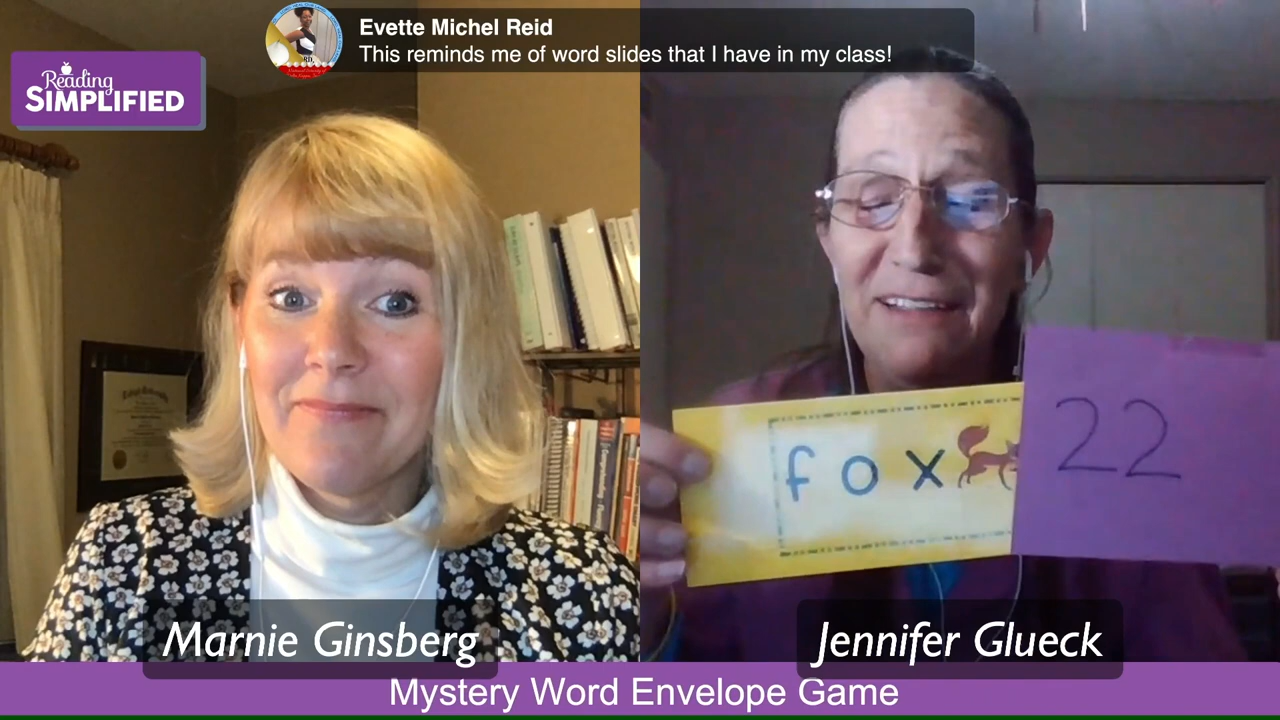 Evette Michel Reid
This reminds me of word slides that I have in my class!
Reading
SIMPLIFIED
fox
22
Marnie Ginsberg
Jennifer Glueck
Mystery Word Envelope Game